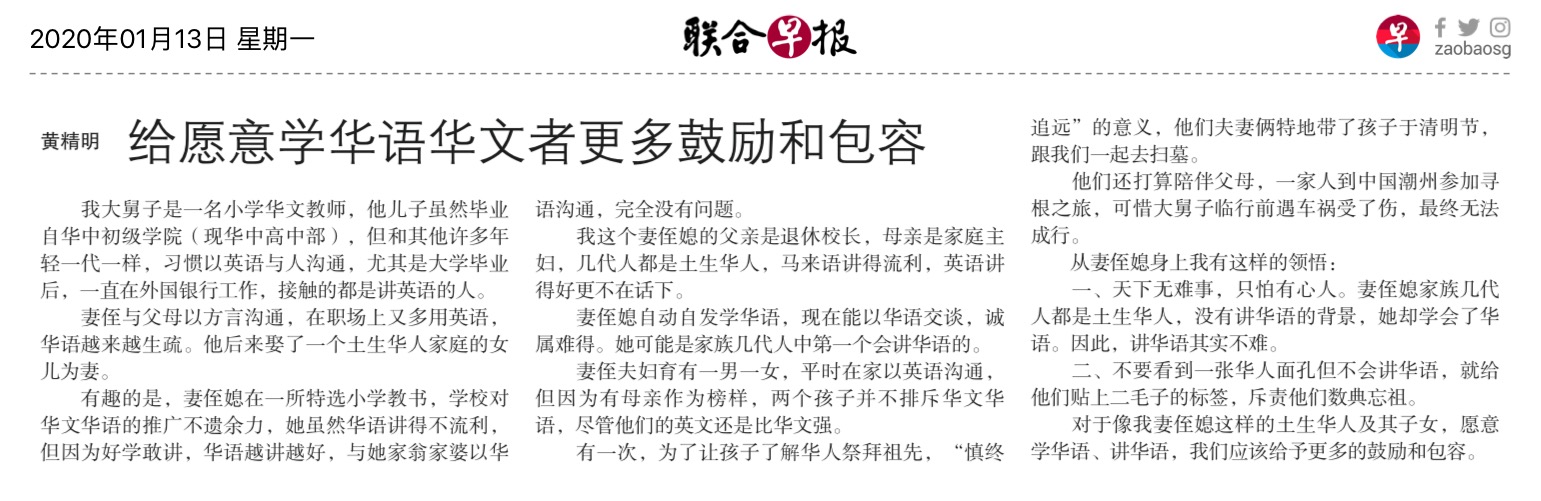 2020年01月13日 星期一
联合早报
早
zaobaosg
黄精明
给愿意学华语华文者更多鼓励和包容
我大舅子是一名小学华文教师，他儿子虽然毕业
自华中初级学院（现华中高中部），但和其他许多年
轻一代一样，习惯以英语与人沟通，尤其是大学毕业
后，一直在外国银行工作，接触的都是讲英语的人。
妻侄与父母以方言沟通，在职场上又多用英语，
华语越来越生疏。他后来娶了一个土生华人家庭的女
儿为妻。
有趣的是，妻侄媳在一所特选小学教书，学校对
华文华语的推广不遗余力，她虽然华语讲得不流利，
但因为好学敢讲，华语越讲越好，与她家翁家婆以华
语沟通，完全没有问题。
我这个妻侄媳的父亲是退休校长，母亲是家庭主
妇，几代人都是土生华人，马来语讲得流利，英语讲
得好更不在话下。
妻侄媳自动自发学华语，现在能以华语交谈，诚
属难得。她可能是家族几代人中第一个会讲华语的。
妻侄夫妇育有一男一女，平时在家以英语沟通，
但因为有母亲作为榜样，两个孩子并不排斥华文华
语，尽管他们的英文还是比华文强。
有一次，为了让孩子了解华人祭拜祖先，“慎终
追远”的意义，他们夫妻俩特地带了孩子于清明节，
跟我们一起去扫墓。
他们还打算陪伴父母，一家人到中国潮州参加寻
根之旅，可惜大舅子临行前遇车祸受了伤，最终无法
成行。
从妻侄媳身上我有这样的领悟：
一、天下无难事，只怕有心人。妻侄媳家族几代
人都是土生华人，没有讲华语的背景，她却学会了华
语。因此，讲华语其实不难。
二、不要看到一张华人面孔但不会讲华语，就给
他们贴上二毛子的标签，斥责他们数典忘祖。
对于像我妻侄媳这样的土生华人及其子女，愿意
学华语、讲华语，我们应该给予更多的鼓励和包容。